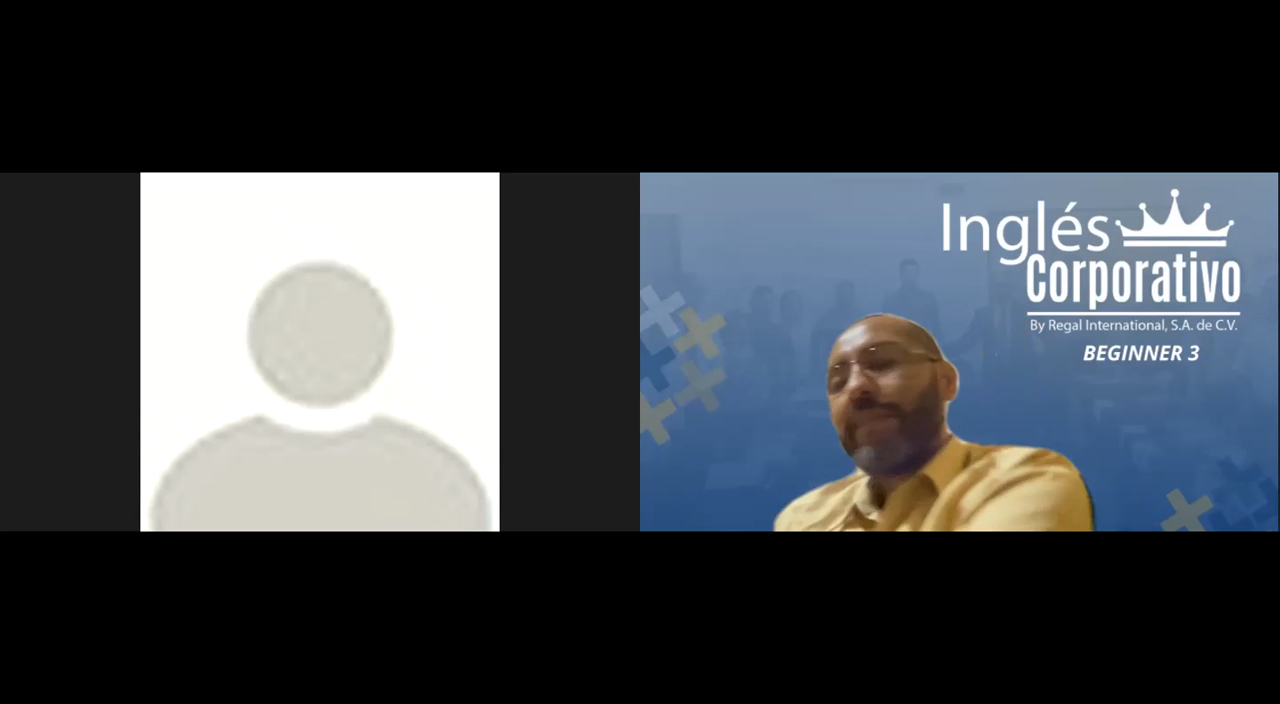 Inglés
Corporativo
By Regal International, S.A. de C.V.
BEGINNER 3